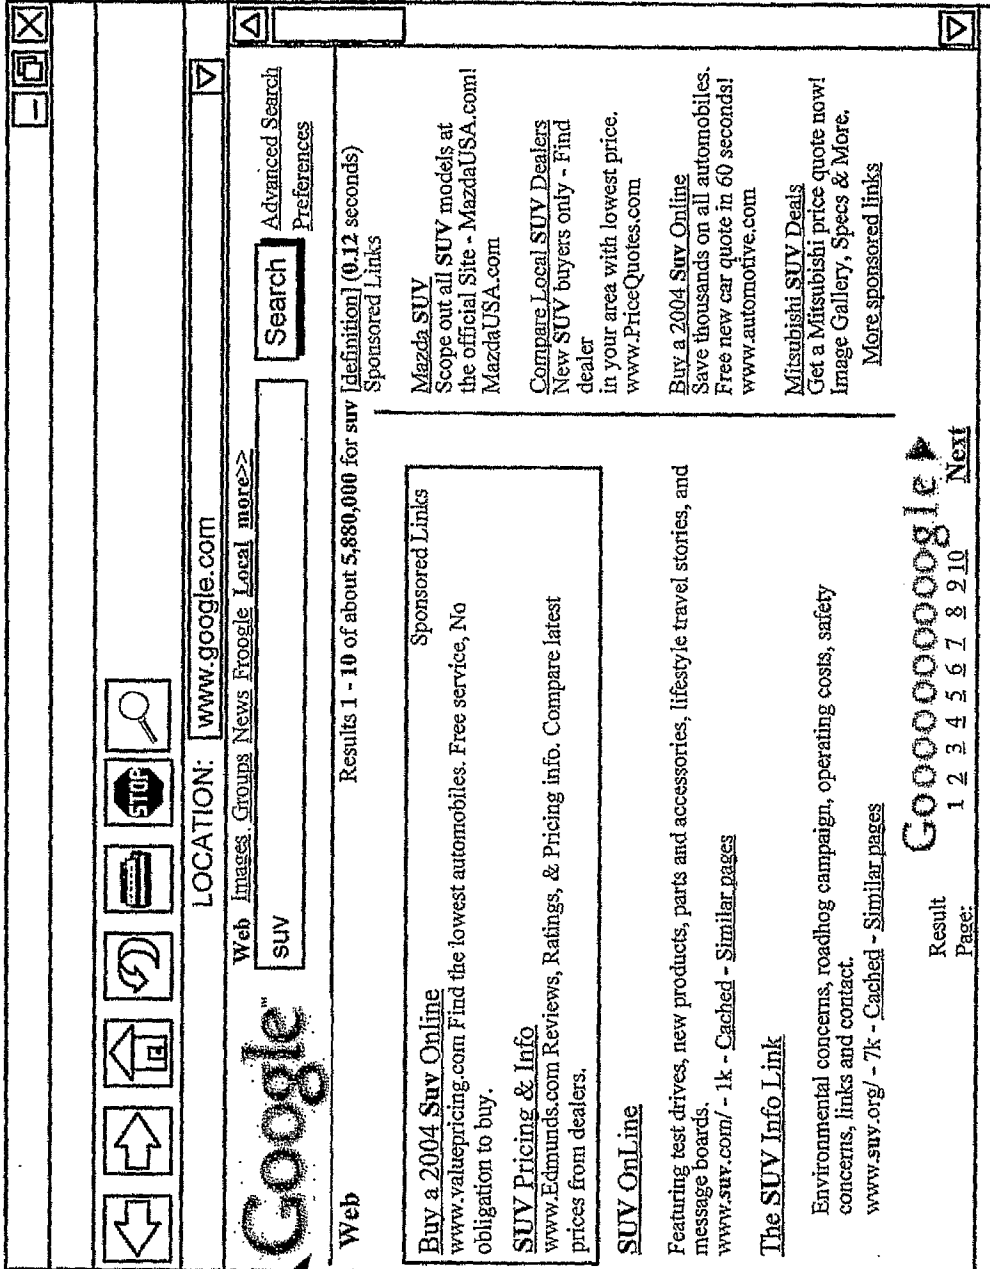 STOP
LOCATION: www.google.com
Google™
Web Images Groups News Froogle Local more>>
suv
Search
Advanced Search
Preferences
Web
Results 1 - 10 of about 5,880,000 for suv [definition] (0.12 seconds)
Sponsored Links
Buy a 2004 Suv Online
www.valuepricing.com Find the lowest automobiles. Free service, No
obligation to buy.
SUV Pricing & Info
www.Edmunds.com Reviews, Ratings, & Pricing info. Compare latest
prices from dealers.
SUV OnLine
Featuring test drives, new products, parts and accessories, lifestyle travel stories, and
message boards.
www.suv.com/ - 1k - Cached - Similar pages
The SUV Info Link
Environmental concerns, roadhog campaign, operating costs, safety
concerns, links and contact.
www.suv.org/ - 7k - Cached - Similar pages
Sponsored Links
Mazda SUV
Scope out all SUV models at
the official Site - MazdaUSA.com!
MazdaUSA.com
Compare Local SUV Dealers
New SUV buyers only - Find
dealer
in your area with lowest price.
www.PriceQuotes.com
Buy a 2004 Suv Online
Save thousands on all automobiles.
Free new car quote in 60 seconds!
www.automotive.com
Mitsubishi SUV Deals
Get a Mitsubishi price quote now!
Image Gallery, Specs & More.
More sponsored links
Goooooooooogle
Result
Page: 1 2 3 4 5 6 7 8 9 10 Next